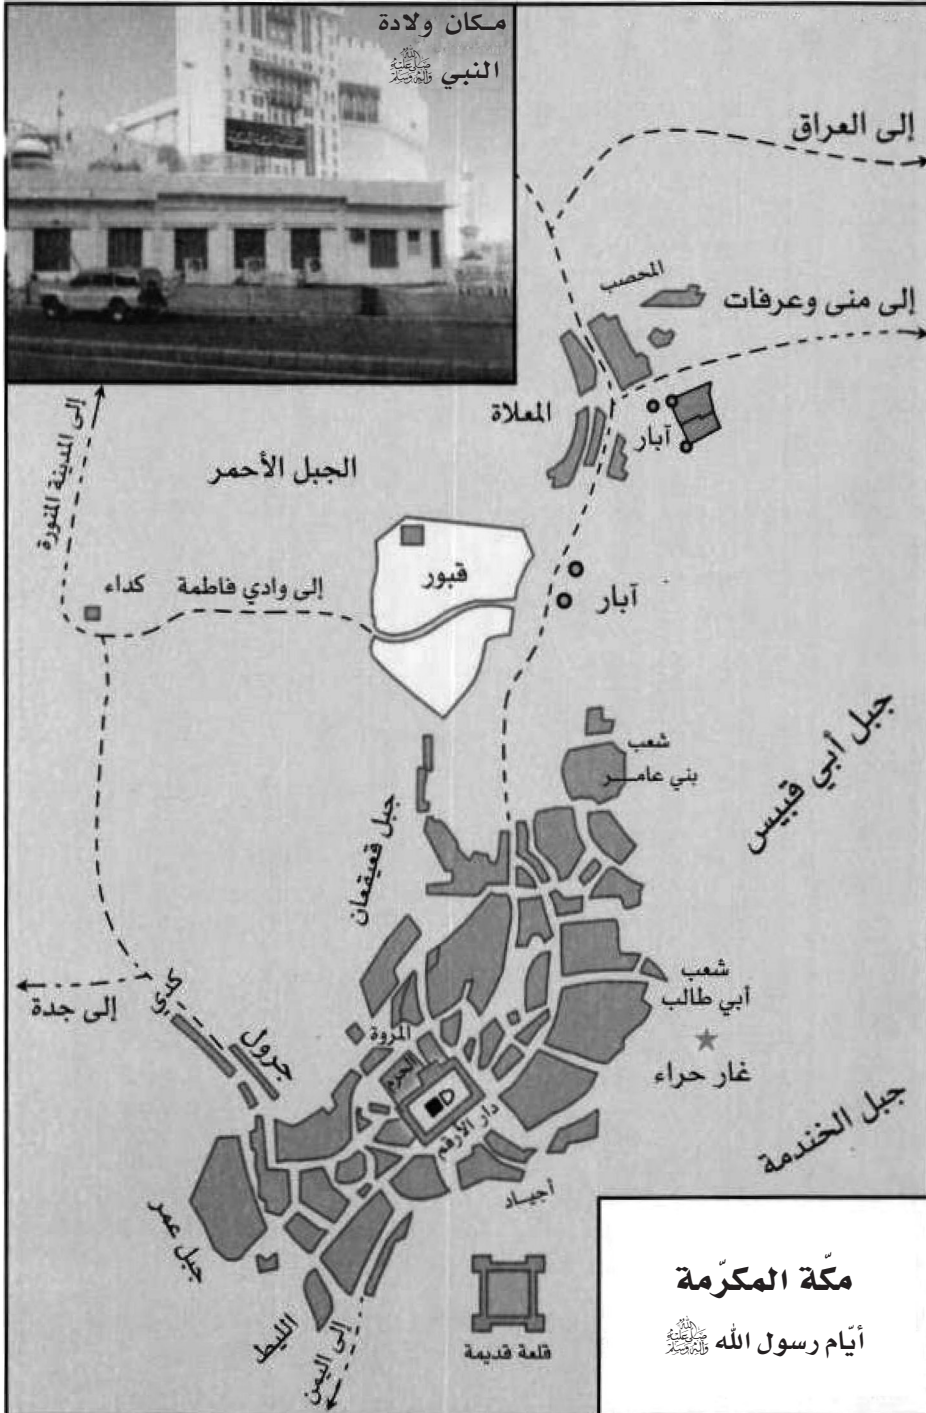 مكان ولادة
النبي ﷺ
إلى العراق
المحصب
إلى منى وعرفات
المعلاة
آبار
إلى المدينة المنورة
الجبل الأحمر
قبور
كداء
إلى وادي فاطمة
آبار
جبل أبي قبيس
شعب
بني عامـــر
جبل قعيقعان
شعب
أبي طالب
كدي
إلى جدة
جرول
المروة
الحرم
غار حراء
دار الأرقم
جبل الخندمة
أجيـاد
جبل عمر
الليط
إلى اليمن
قلعة قديمة
مكّة المكرّمة
أيّام رسول الله ﷺ